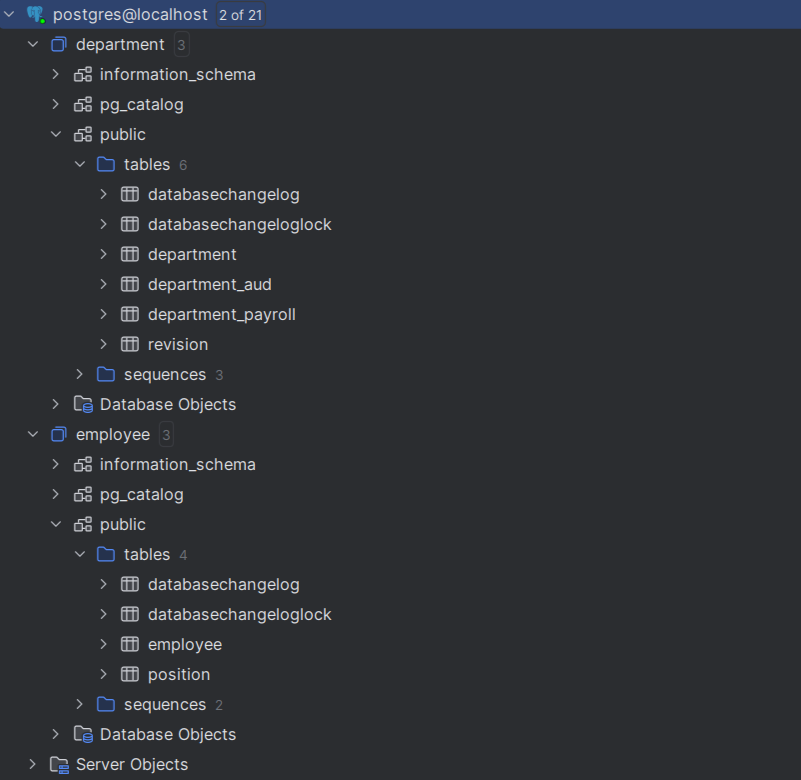 postgres@localhost 2 of 21
department 3
information_schema
pg_catalog
public
tables 6
databasechangelog
databasechangeloglock
department
department_aud
department_payroll
revision
sequences 3
Database Objects
employee 3
information_schema
pg_catalog
public
tables 4
databasechangelog
databasechangeloglock
employee
position
sequences 2
Database Objects
Server Objects